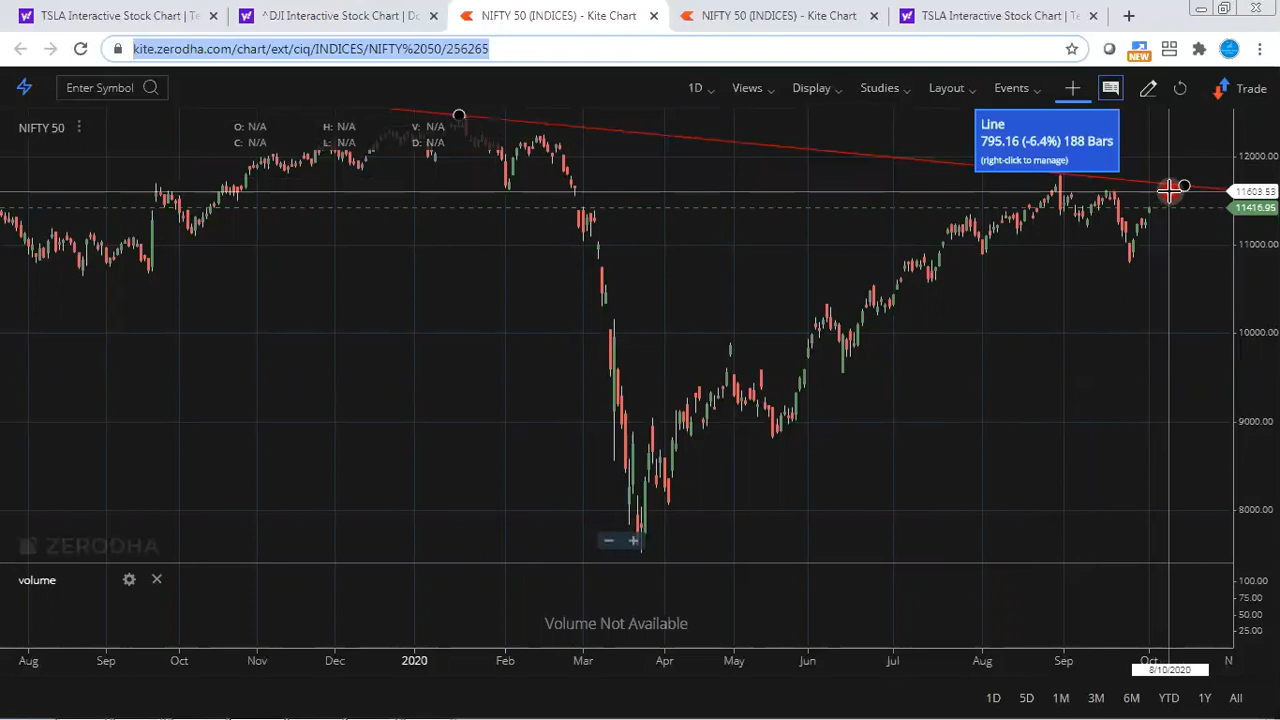 TSLA Interactive Stock Chart | Te
^DJI Interactive Stock Chart | Do
NIFTY 50 (INDICES) - Kite Chart
NIFTY 50 (INDICES) - Kite Chart
TSLA Interactive Stock Chart | Te
kite.zerodha.com/chart/ext/ciq/INDICES/NIFTY%2050/256265
NEW
Enter Symbol
1D
Views
Display
Studies
Layout
Events
Trade
NIFTY 50
O: N/A H: N/A V: N/A
C: N/A L: N/A D: N/A
Line
795.16 (-6.4%) 188 Bars
(right-click to manage)
12000.00
11603.53
11416.95
11000.00
10000.00
9000.00
8000.00
ZERODHA
volume
Volume Not Available
100.00
75.00
50.00
25.00
Aug Sep Oct Nov Dec 2020 Feb Mar Apr May Jun Jul Aug Sep Oct N
8/10/2020
1D 5D 1M 3M 6M YTD 1Y All